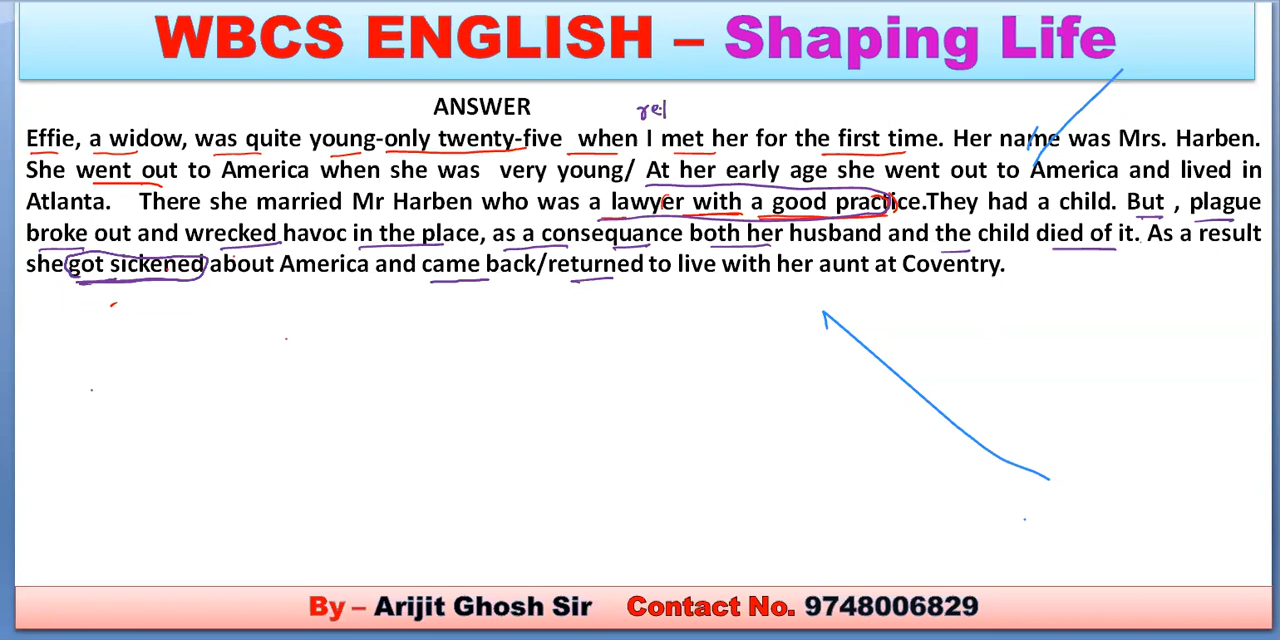 WBCS ENGLISH – Shaping Life
ANSWER
rel
Effie, a widow, was quite young-only twenty-five when I met her for the first time. Her name was Mrs. Harben.
She went out to America when she was very young/ At her early age she went out to America and lived in
Atlanta. There she married Mr Harben who was a lawyer with a good practice.They had a child. But , plague
broke out and wrecked havoc in the place, as a consequance both her husband and the child died of it. As a result
she got sickened about America and came back/returned to live with her aunt at Coventry.
By – Arijit Ghosh Sir Contact No. 9748006829